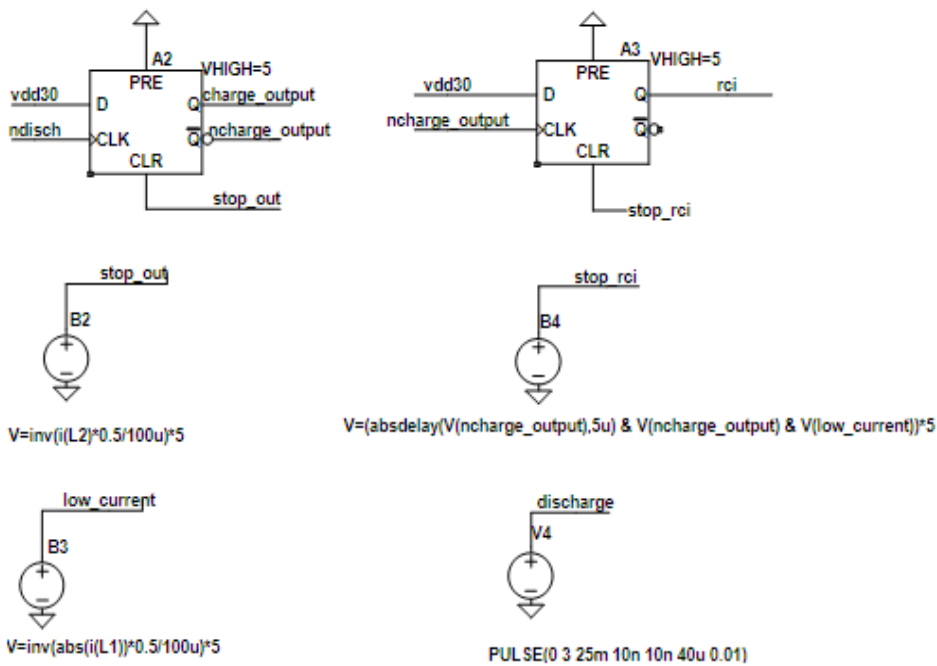 A2
VHIGH=5
PRE
vdd30
D
Q
charge_output
ndisch
CLK
Q
ncharge_output
CLR
stop_out
A3
VHIGH=5
PRE
vdd30
D
Q
rci
ncharge_output
CLK
Q
CLR
stop_rci
stop_out
B2
V=inv(i(L2)*0.5/100u)*5
stop_rci
B4
V=(absdelay(V(ncharge_output),5u) & V(ncharge_output) & V(low_current))*5
low_current
B3
V=inv(abs(i(L1))*0.5/100u)*5
discharge
V4
PULSE(0 3 25m 10n 10n 40u 0.01)